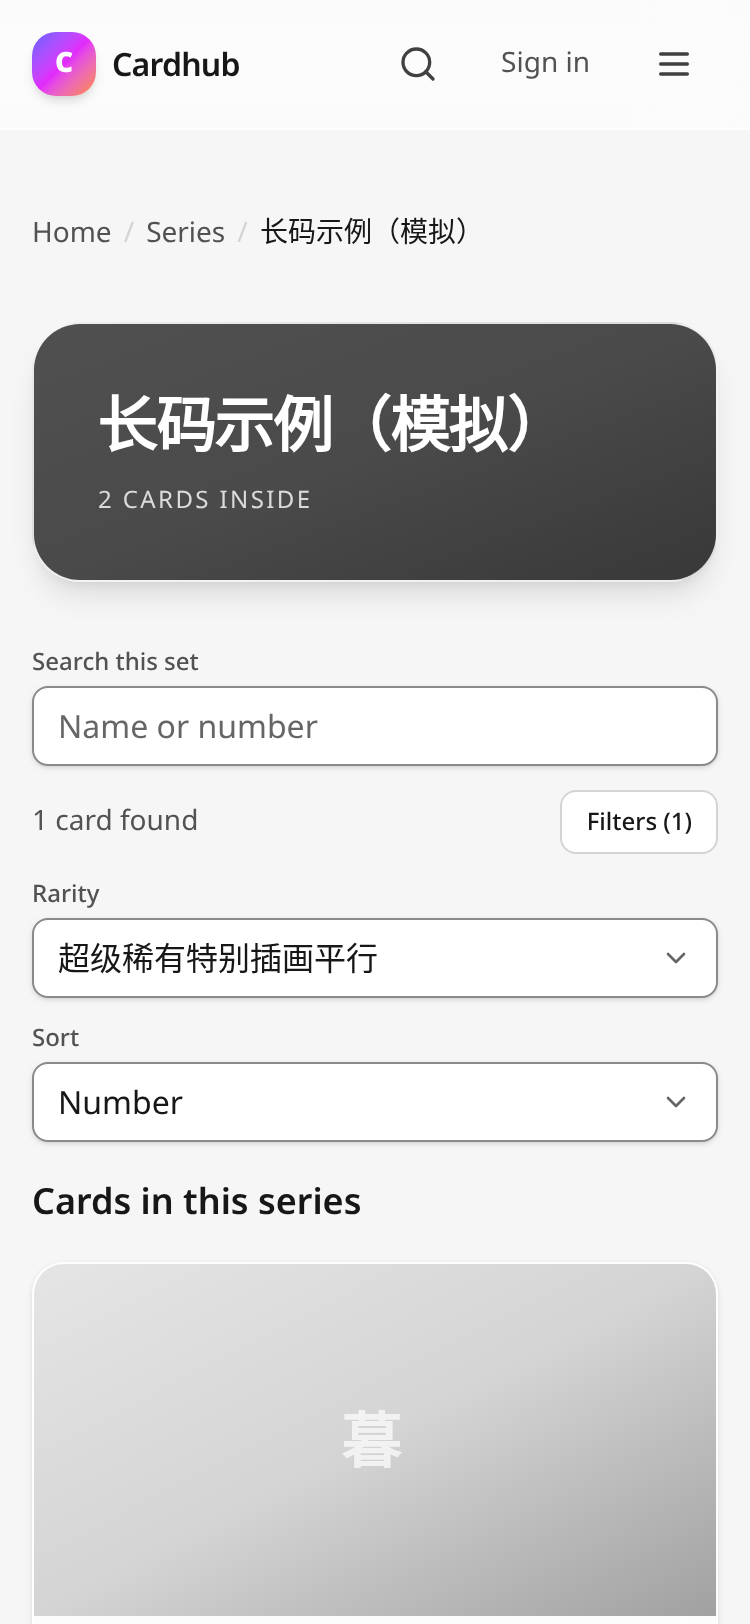 C Cardhub Sign in
Home / Series / 长码示例（模拟）
长码示例（模拟）
2 CARDS INSIDE
Search this set
Name or number
1 card found Filters (1)
Rarity
超级稀有特别插画平行
Sort
Number
Cards in this series
暮